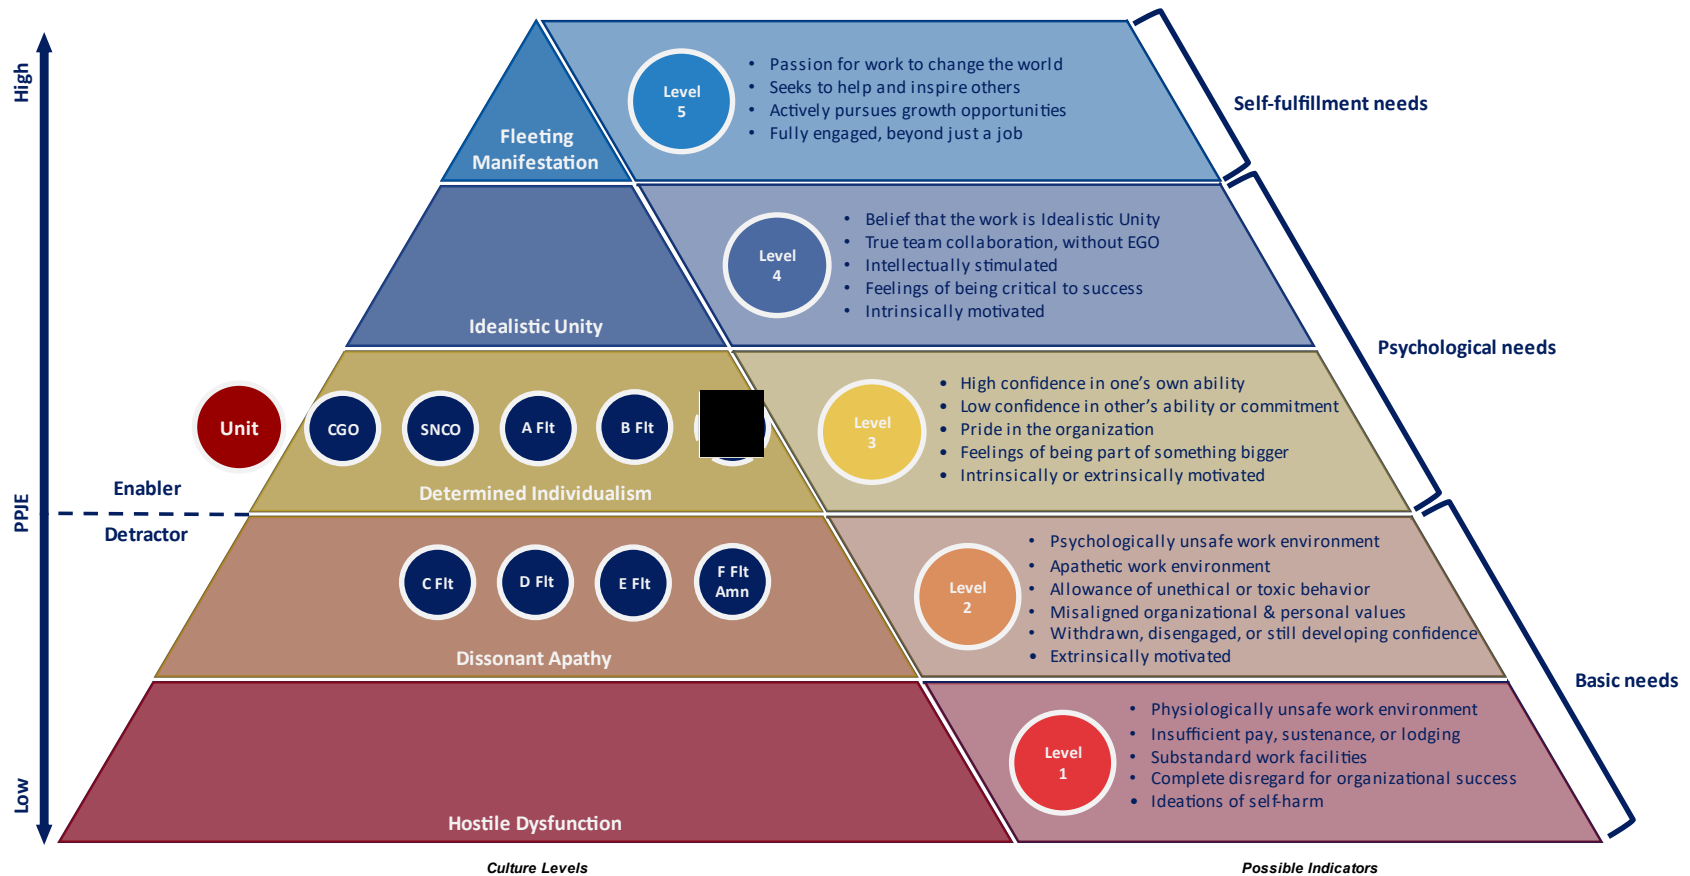 High
PPJE
Low
Fleeting
Manifestation
Level
5
• Passion for work to change the world
• Seeks to help and inspire others
• Actively pursues growth opportunities
• Fully engaged, beyond just a job
Self-fulfillment needs
Idealistic Unity
Level
4
• Belief that the work is Idealistic Unity
• True team collaboration, without EGO
• Intellectually stimulated
• Feelings of being critical to success
• Intrinsically motivated
Psychological needs
Unit
CGO
SNCO
A Flt
B Flt
Determined Individualism
Level
3
• High confidence in one's own ability
• Low confidence in other's ability or commitment
• Pride in the organization
• Feelings of being part of something bigger
• Intrinsically or extrinsically motivated
Enabler
Detractor
C Flt
D Flt
E Flt
F Flt
Amn
Dissonant Apathy
Level
2
• Psychologically unsafe work environment
• Apathetic work environment
• Allowance of unethical or toxic behavior
• Misaligned organizational & personal values
• Withdrawn, disengaged, or still developing confidence
• Extrinsically motivated
Basic needs
Hostile Dysfunction
Level
1
• Physiologically unsafe work environment
• Insufficient pay, sustenance, or lodging
• Substandard work facilities
• Complete disregard for organizational success
• Ideations of self-harm
Culture Levels
Possible Indicators